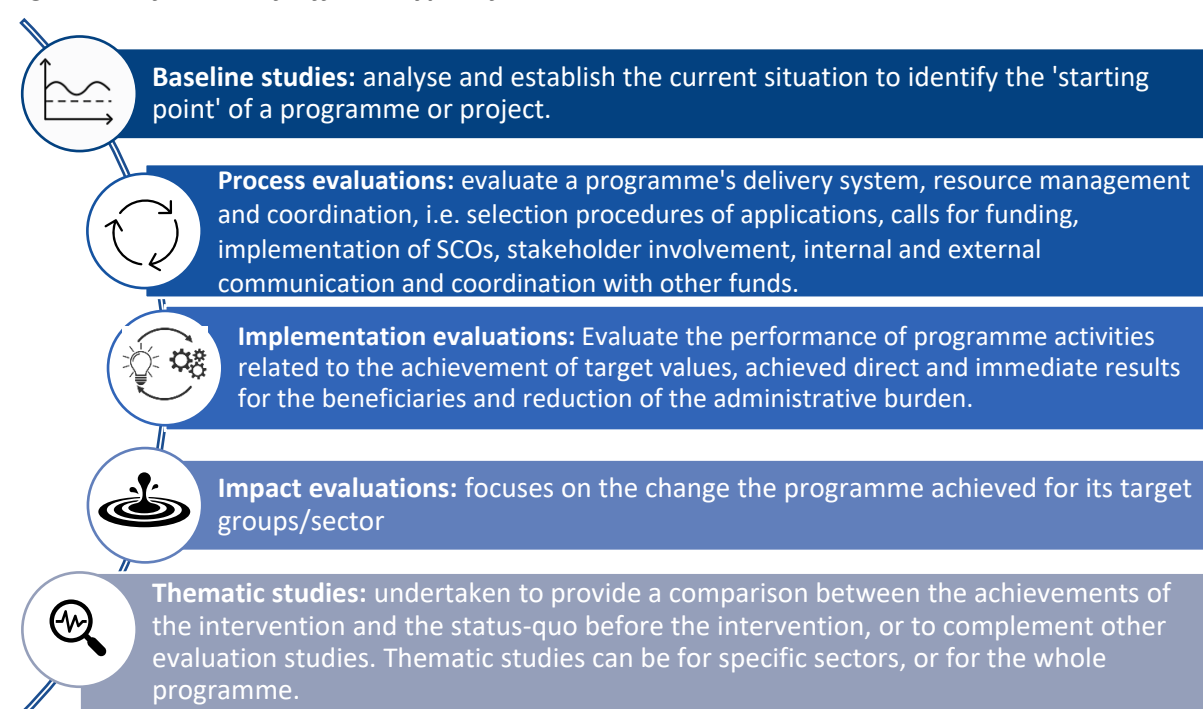 Baseline studies: analyse and establish the current situation to identify the 'starting
point' of a programme or project.
Process evaluations: evaluate a programme's delivery system, resource management
and coordination, i.e. selection procedures of applications, calls for funding,
implementation of SCOs, stakeholder involvement, internal and external
communication and coordination with other funds.
Implementation evaluations: Evaluate the performance of programme activities
related to the achievement of target values, achieved direct and immediate results
for the beneficiaries and reduction of the administrative burden.
Impact evaluations: focuses on the change the programme achieved for its target
groups/sector
Thematic studies: undertaken to provide a comparison between the achievements of
the intervention and the status-quo before the intervention, or to complement other
evaluation studies. Thematic studies can be for specific sectors, or for the whole
programme.